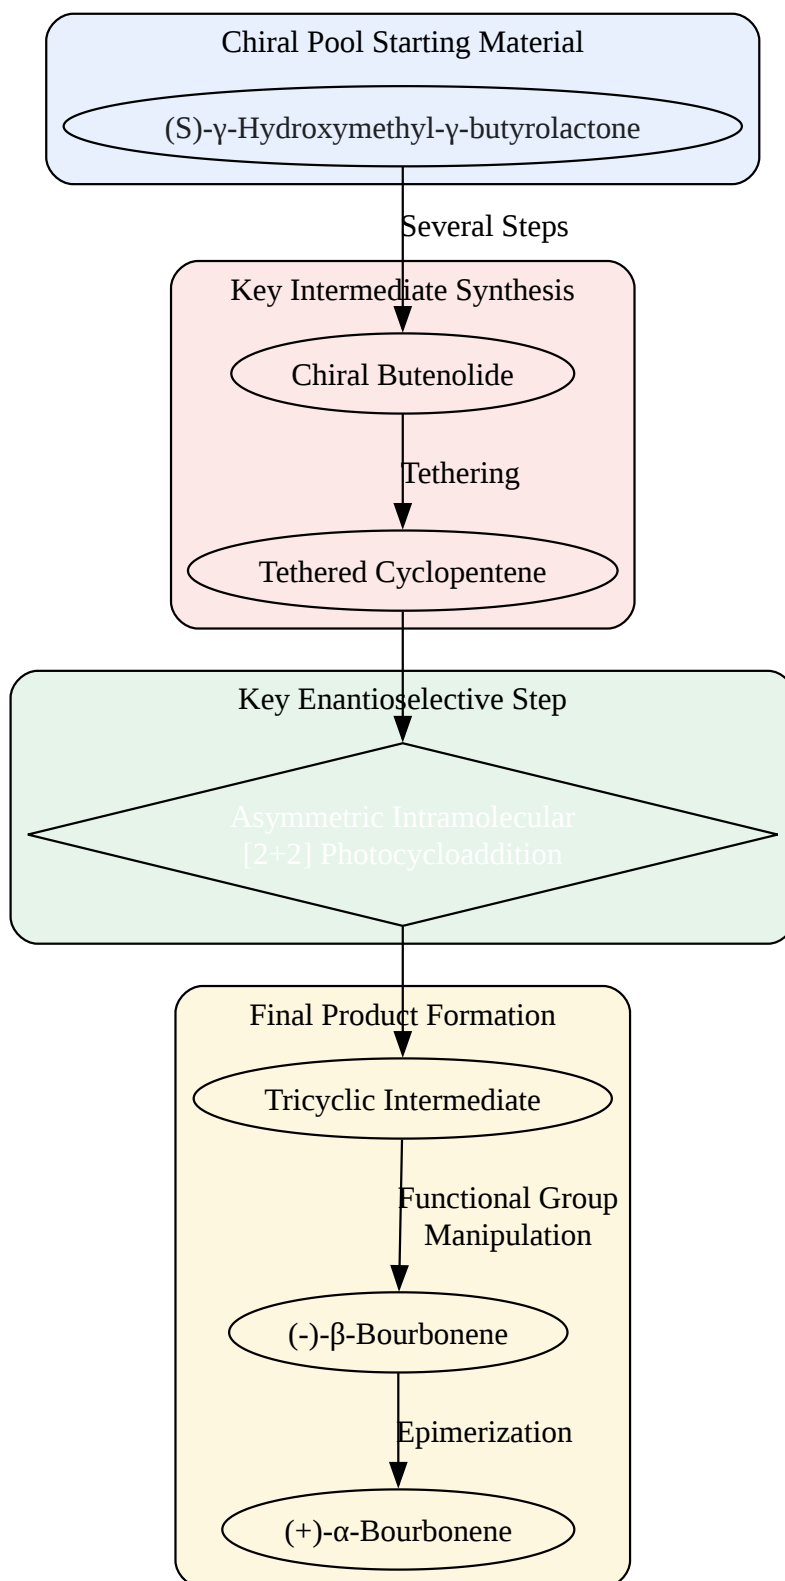 Chiral Pool Starting Material
(S)-γ-Hydroxymethyl-γ-butyrolactone
Several Steps
Key Intermediate Synthesis
Chiral Butenolide
Tethering
Tethered Cyclopentene
Key Enantioselective Step
Asymmetric Intramolecular
[2+2] Photocycloaddition
Final Product Formation
Tricyclic Intermediate
Functional Group
Manipulation
(-)-β-Bourbonene
Epimerization
(+)-α-Bourbonene